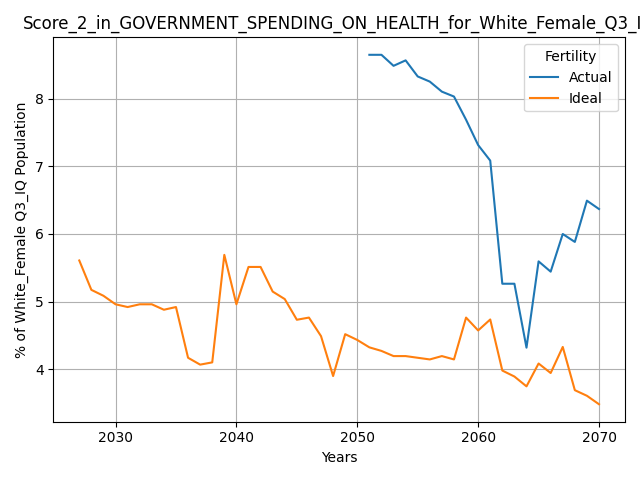 Score_2_in_GOVERNMENT_SPENDING_ON_HEALTH_for_White_Female_Q3_I
Fertility
Actual
Ideal
% of White_Female Q3_IQ Population
8
7
6
5
4
2030 2040 2050 2060 2070
Years